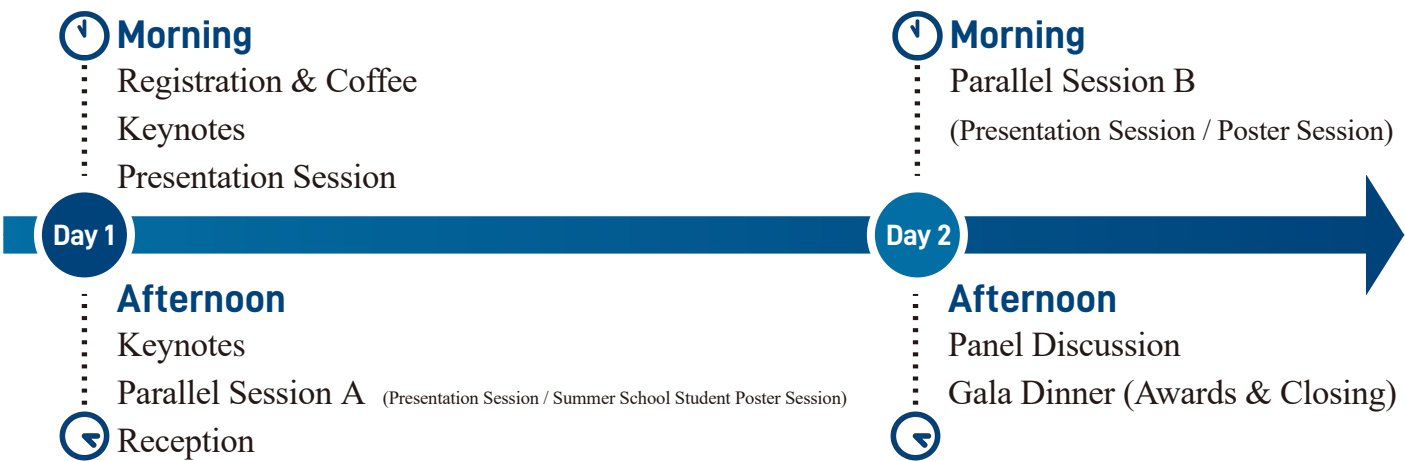 Morning
Registration & Coffee
Keynotes
Presentation Session
Day 1
Afternoon
Keynotes
Parallel Session A (Presentation Session / Summer School Student Poster Session)
Reception
Morning
Parallel Session B
(Presentation Session / Poster Session)
Day 2
Afternoon
Panel Discussion
Gala Dinner (Awards & Closing)